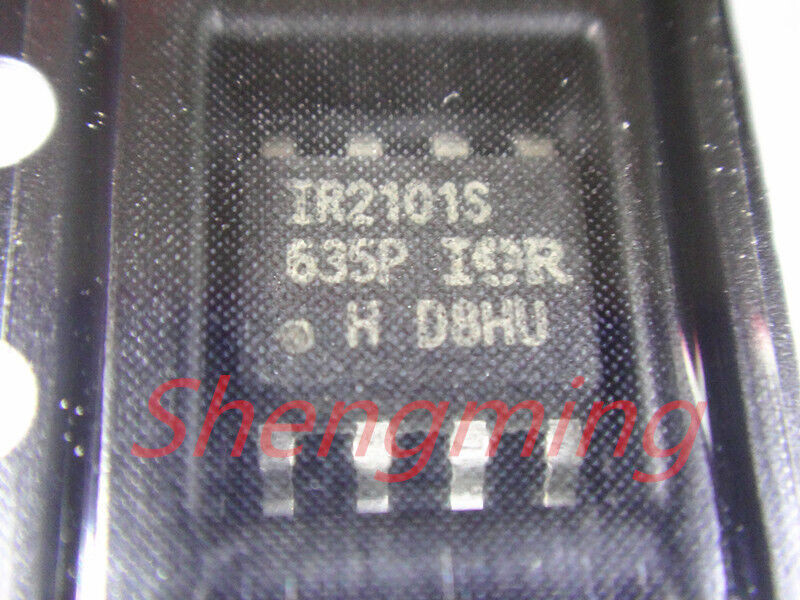 IR2101S
635P IOR
H D8HU
Shengming